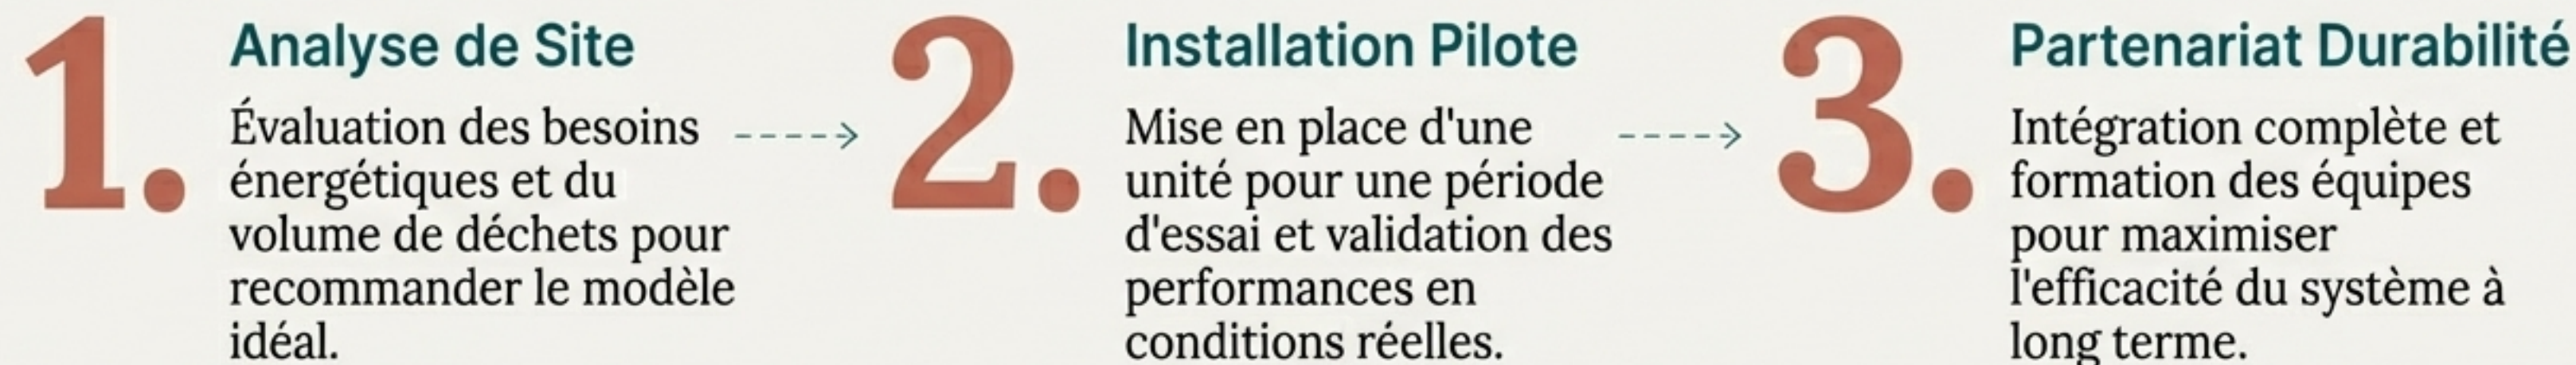 1.
Analyse de Site
Évaluation des besoins
énergétiques et du
volume de déchets pour
recommander le modèle
idéal.
2.
Installation Pilote
Mise en place d'une
unité pour une période
d'essai et validation des
performances en
conditions réelles.
3.
Partenariat Durabilité
Intégration complète et
formation des équipes
pour maximiser
l'efficacité du système à
long terme.